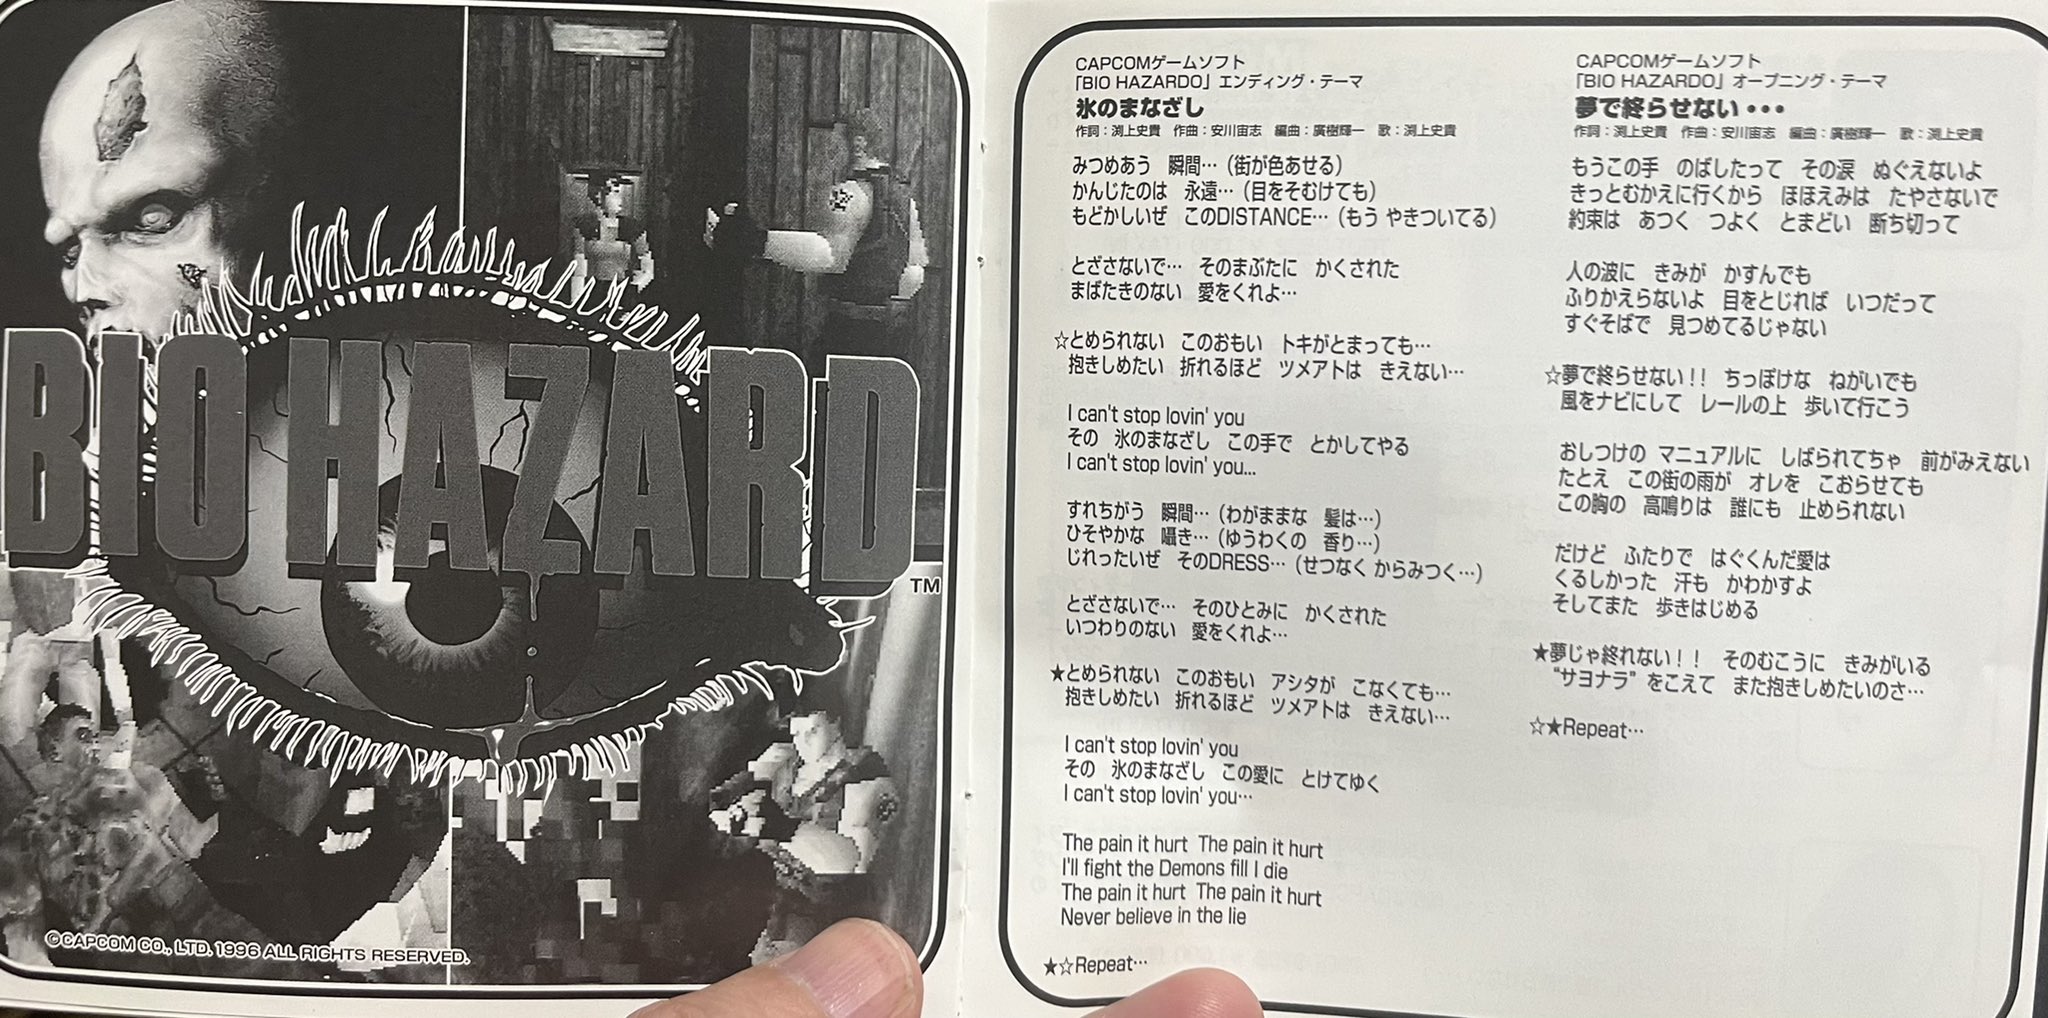 BIO HAZARD™
©CAPCOM CO., LTD. 1996 ALL RIGHTS RESERVED.
CAPCOMゲームソフト
「BIO HAZARDO」エンディング・テーマ
氷のまなざし
作詞：渕上史貴　作曲：安川宙志　編曲：廣樹輝一　歌：渕上史貴
みつめあう　瞬間…（街が色あせる）
かんじたのは　永遠…（目をそむけても）
もどかしいぜ　このDISTANCE…（もう やきついてる）
とざさないで…　そのまぶたに　かくされた
まばたきのない　愛をくれよ…
☆とめられない　このおもい　トキがとまっても…
抱きしめたい　折れるほど　ツメアトは　きえない…
I can't stop lovin' you
その　氷のまなざし　この手で　とかしてやる
I can't stop lovin' you...
すれちがう　瞬間…（わがままな　髪は…）
ひそやかな　囁き…（ゆうわくの　香り…）
じれったいぜ　そのDRESS…（せつなく からみつく…）
とざさないで…　そのひとみに　かくされた
いつわりのない　愛をくれよ…
★とめられない　このおもい　アシタが　こなくても…
抱きしめたい　折れるほど　ツメアトは　きえない…
I can't stop lovin' you
その　氷のまなざし　この愛に　とけてゆく
I can't stop lovin' you…
The pain it hurt The pain it hurt
I'll fight the Demons fill I die
The pain it hurt The pain it hurt
Never believe in the lie
★☆Repeat…
CAPCOMゲームソフト
「BIO HAZARDO」オープニング・テーマ
夢で終らせない・・・
作詞：渕上史貴　作曲：安川宙志　編曲：廣樹輝一　歌：渕上史貴
もうこの手　のばしたって　その涙　ぬぐえないよ
きっとむかえに行くから　ほほえみは　たやさないで
約束は　あつく　つよく　とまどい　断ち切って
人の波に　きみが　かすんでも
ふりかえらないよ　目をとじれば　いつだって
すぐそばで　見つめてるじゃない
☆夢で終らせない！！　ちっぽけな　ねがいでも
風をナビにして　レールの上　歩いて行こう
おしつけの　マニュアルに　しばられてちゃ　前がみえない
たとえ　この街の雨が　オレを　こおらせても
この胸の　高鳴りは　誰にも　止められない
だけど　ふたりで　はぐくんだ愛は
くるしかった　汗も　かわかすよ
そしてまた　歩きはじめる
★夢じゃ終れない！！　そのむこうに　きみがいる
“サヨナラ”をこえて　また抱きしめたいのさ…
☆★Repeat…